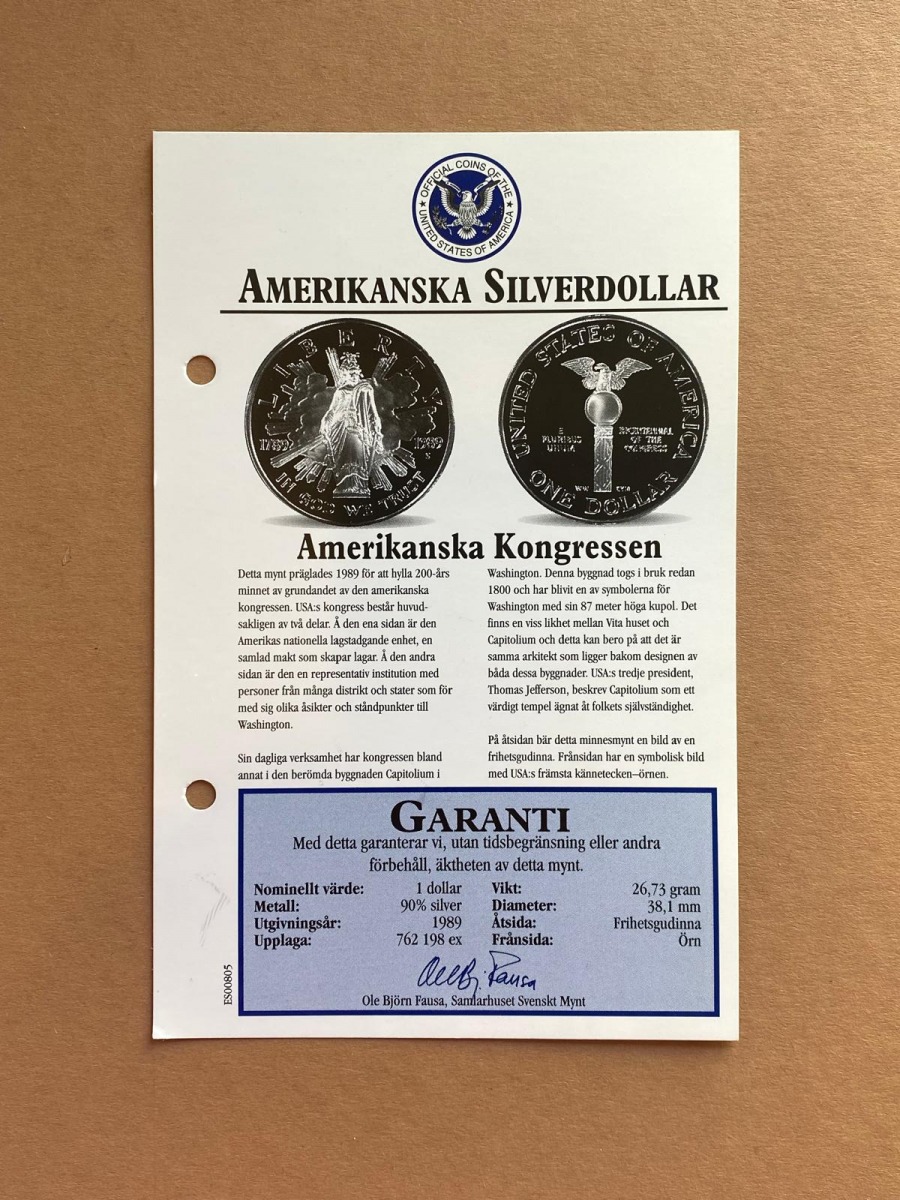 OFFICIAL COINS OF THE
UNITED STATES OF AMERICA
AMERIKANSKA SILVERDOLLAR
LIBERTY
1789
1989
S
IN GOD WE TRUST
UNITED STATES OF AMERICA
E
PLURIBUS
UNUM
BICENTENNIAL
OF THE
CONGRESS
WW
ONE DOLLAR
Amerikanska Kongressen
Detta mynt präglades 1989 för att hylla 200-års
minnet av grundandet av den amerikanska
kongressen. USA:s kongress består huvud-
sakligen av två delar. Å den ena sidan är den
Amerikas nationella lagstadgande enhet, en
samlad makt som skapar lagar. Å den andra
sidan är den en representativ institution med
personer från många distrikt och stater som för
med sig olika åsikter och ståndpunkter till
Washington.
Sin dagliga verksamhet har kongressen bland
annat i den berömda byggnaden Capitolium i
Washington. Denna byggnad togs i bruk redan
1800 och har blivit en av symbolerna för
Washington med sin 87 meter höga kupol. Det
finns en viss likhet mellan Vita huset och
Capitolium och detta kan bero på att det är
samma arkitekt som ligger bakom designen av
båda dessa byggnader. USA:s tredje president,
Thomas Jefferson, beskrev Capitolium som ett
värdigt tempel ägnat åt folkets självständighet.
På åtsidan bär detta minnesmynt en bild av en
frihetsgudinna. Frånsidan har en symbolisk bild
med USA:s främsta kännetecken–örnen.
GARANTI
Med detta garanterar vi, utan tidsbegränsning eller andra
förbehåll, äktheten av detta mynt.
Nominellt värde: 1 dollar
Metall: 90% silver
Utgivningsår: 1989
Upplaga: 762 198 ex
Vikt: 26,73 gram
Diameter: 38,1 mm
Åtsida: Frihetsgudinna
Frånsida: Örn
Ole Bj. Fausa
Ole Björn Fausa, Samlarhuset Svenskt Mynt
ES00805